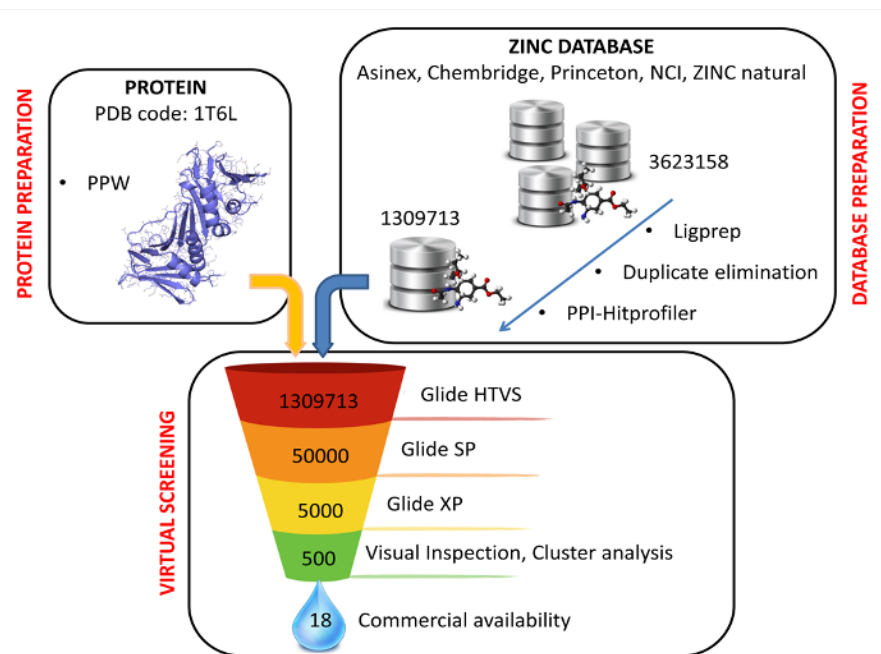 PROTEIN PREPARATION
PROTEIN
PDB code: 1T6L
• PPW
ZINC DATABASE
Asinex, Chembridge, Princeton, NCI, ZINC natural
3623158
1309713
• Ligprep
• Duplicate elimination
• PPI-Hitprofiler
DATABASE PREPARATION
VIRTUAL SCREENING
1309713 Glide HTVS
50000 Glide SP
5000 Glide XP
500 Visual Inspection, Cluster analysis
18 Commercial availability